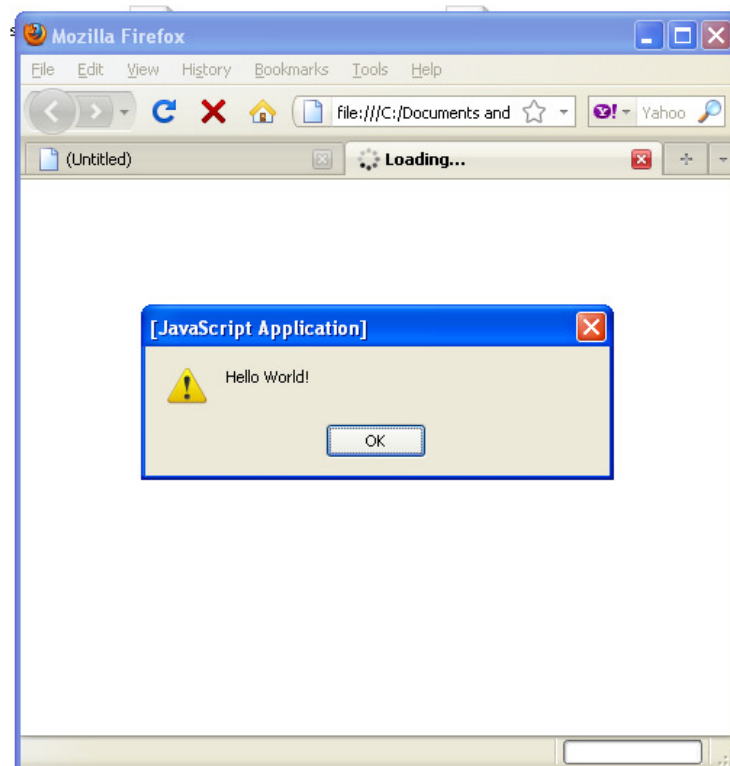 s
Mozilla Firefox
File Edit View History Bookmarks Tools Help
file:///C:/Documents and Yahoo
(Untitled) Loading...
[JavaScript Application]
Hello World!
OK